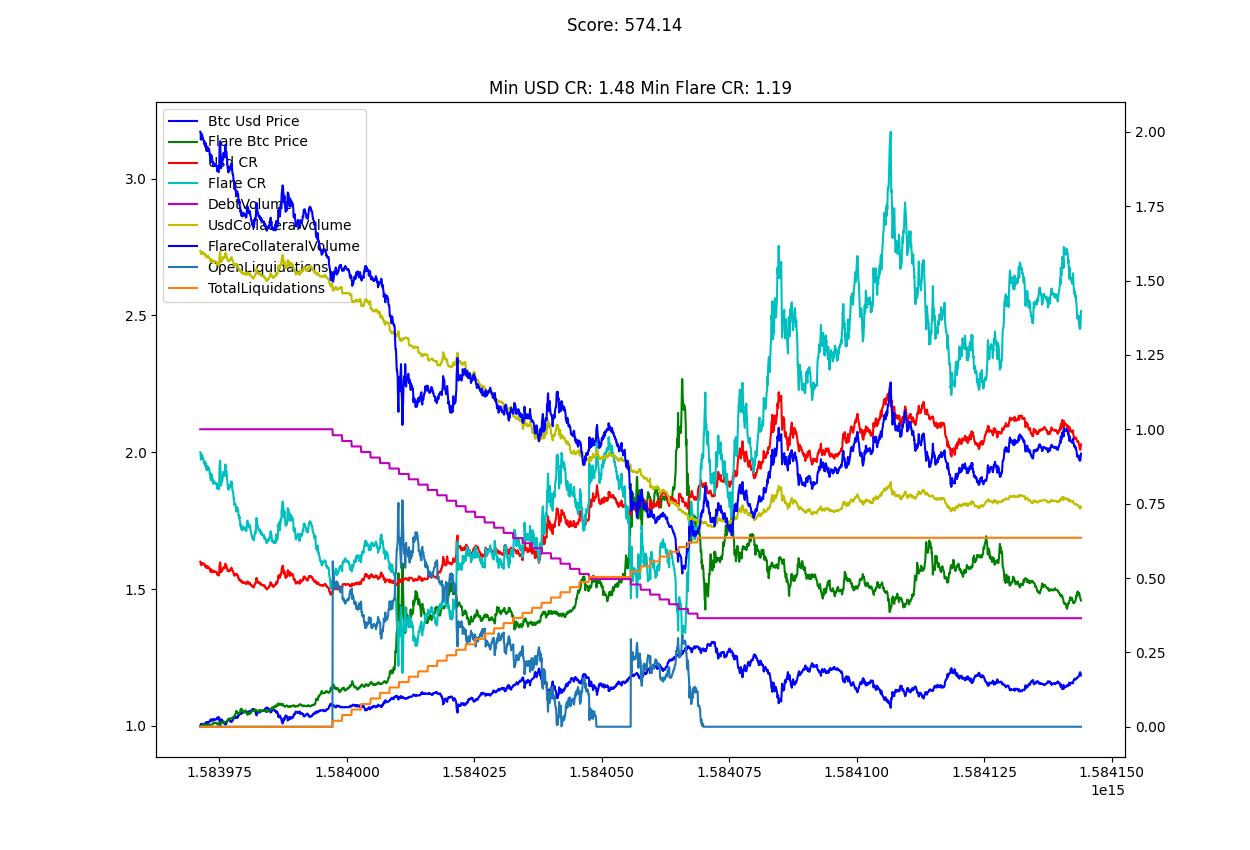 Score: 574.14
Min USD CR: 1.48 Min Flare CR: 1.19
Btc Usd Price
Flare Btc Price
Usd CR
Flare CR
DebtVolume
UsdCollateralVolume
FlareCollateralVolume
OpenLiquidations
TotalLiquidations
3.0
2.5
2.0
1.5
1.0
2.00
1.75
1.50
1.25
1.00
0.75
0.50
0.25
0.00
1.583975
1.584000
1.584025
1.584050
1.584075
1.584100
1.584125
1.584150
1e15